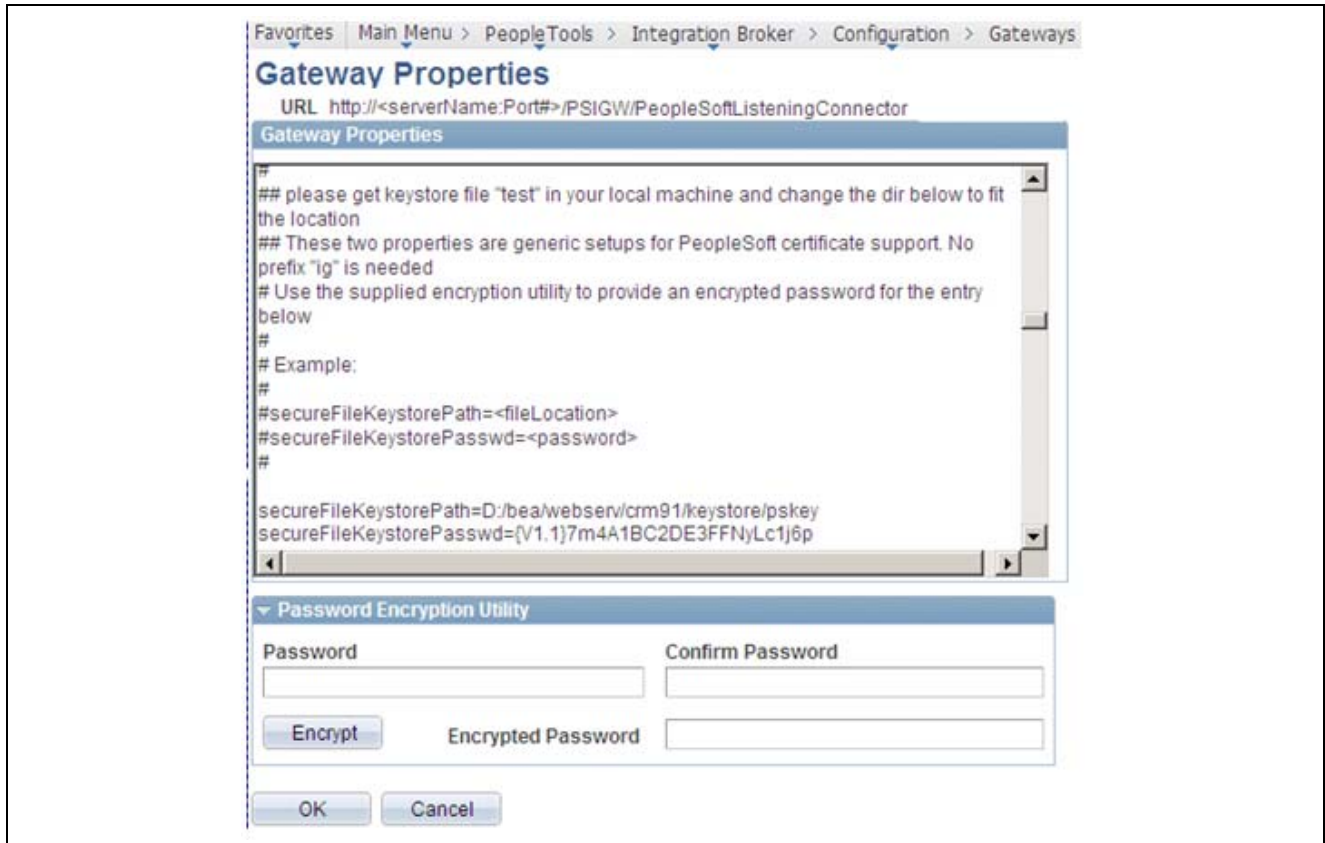 Favorites Main Menu > PeopleTools > Integration Broker > Configuration > Gateways
Gateway Properties
URL http://<serverName:Port#>/PSIGW/PeopleSoftListeningConnector
Gateway Properties
#
## please get keystore file "test" in your local machine and change the dir below to fit
the location
## These two properties are generic setups for PeopleSoft certificate support. No
prefix "ig" is needed
# Use the supplied encryption utility to provide an encrypted password for the entry
below
#
# Example:
#
#secureFileKeystorePath=<fileLocation>
#secureFileKeystorePasswd=<password>
#
secureFileKeystorePath=D:/bea/webserv/crm91/keystore/pskey
secureFileKeystorePasswd={V1.1}7m4A1BC2DE3FFNyLc1j6p
Password Encryption Utility
Password Confirm Password
Encrypt Encrypted Password
OK Cancel